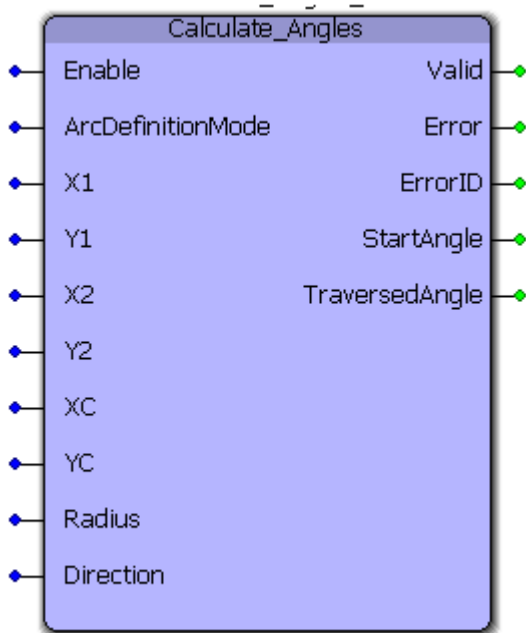 Calculate_Angles
Enable Valid
ArcDefinitionMode Error
X1 ErrorID
Y1 StartAngle
X2 TraversedAngle
Y2
XC
YC
Radius
Direction